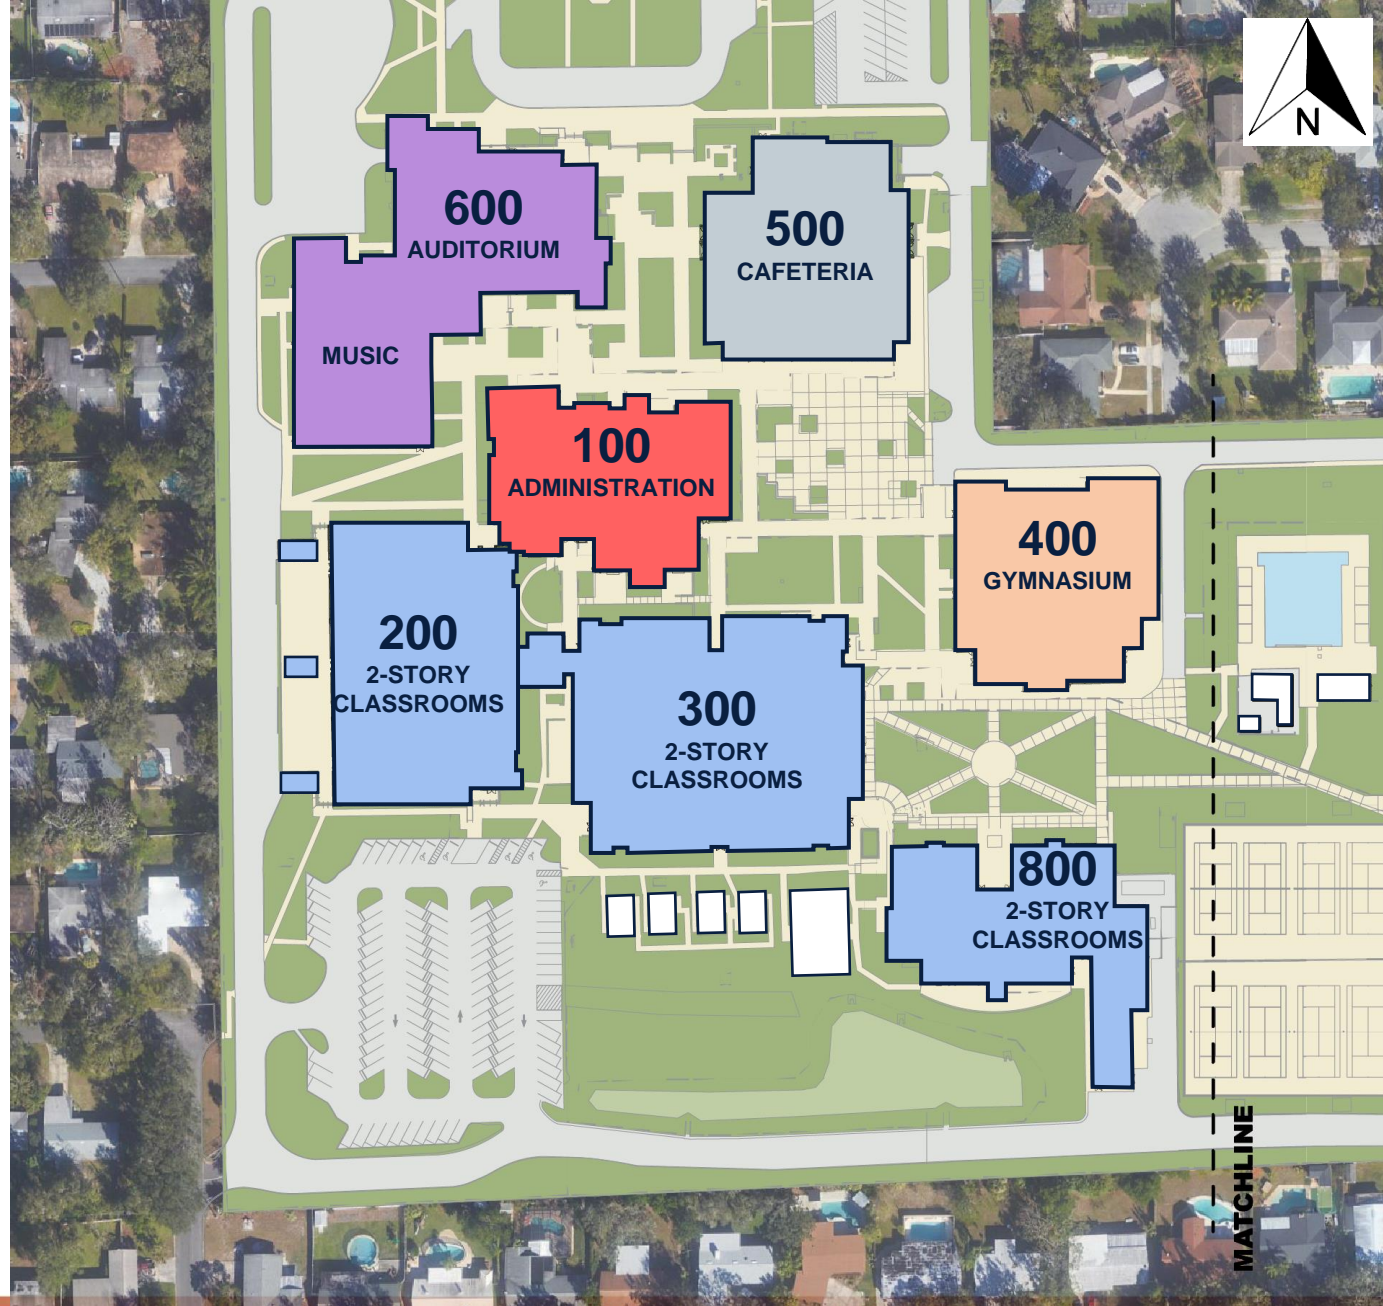 N
600
AUDITORIUM
MUSIC
500
CAFETERIA
100
ADMINISTRATION
400
GYMNASIUM
200
2-STORY
CLASSROOMS
300
2-STORY
CLASSROOMS
800
2-STORY
CLASSROOMS
MATCHLINE